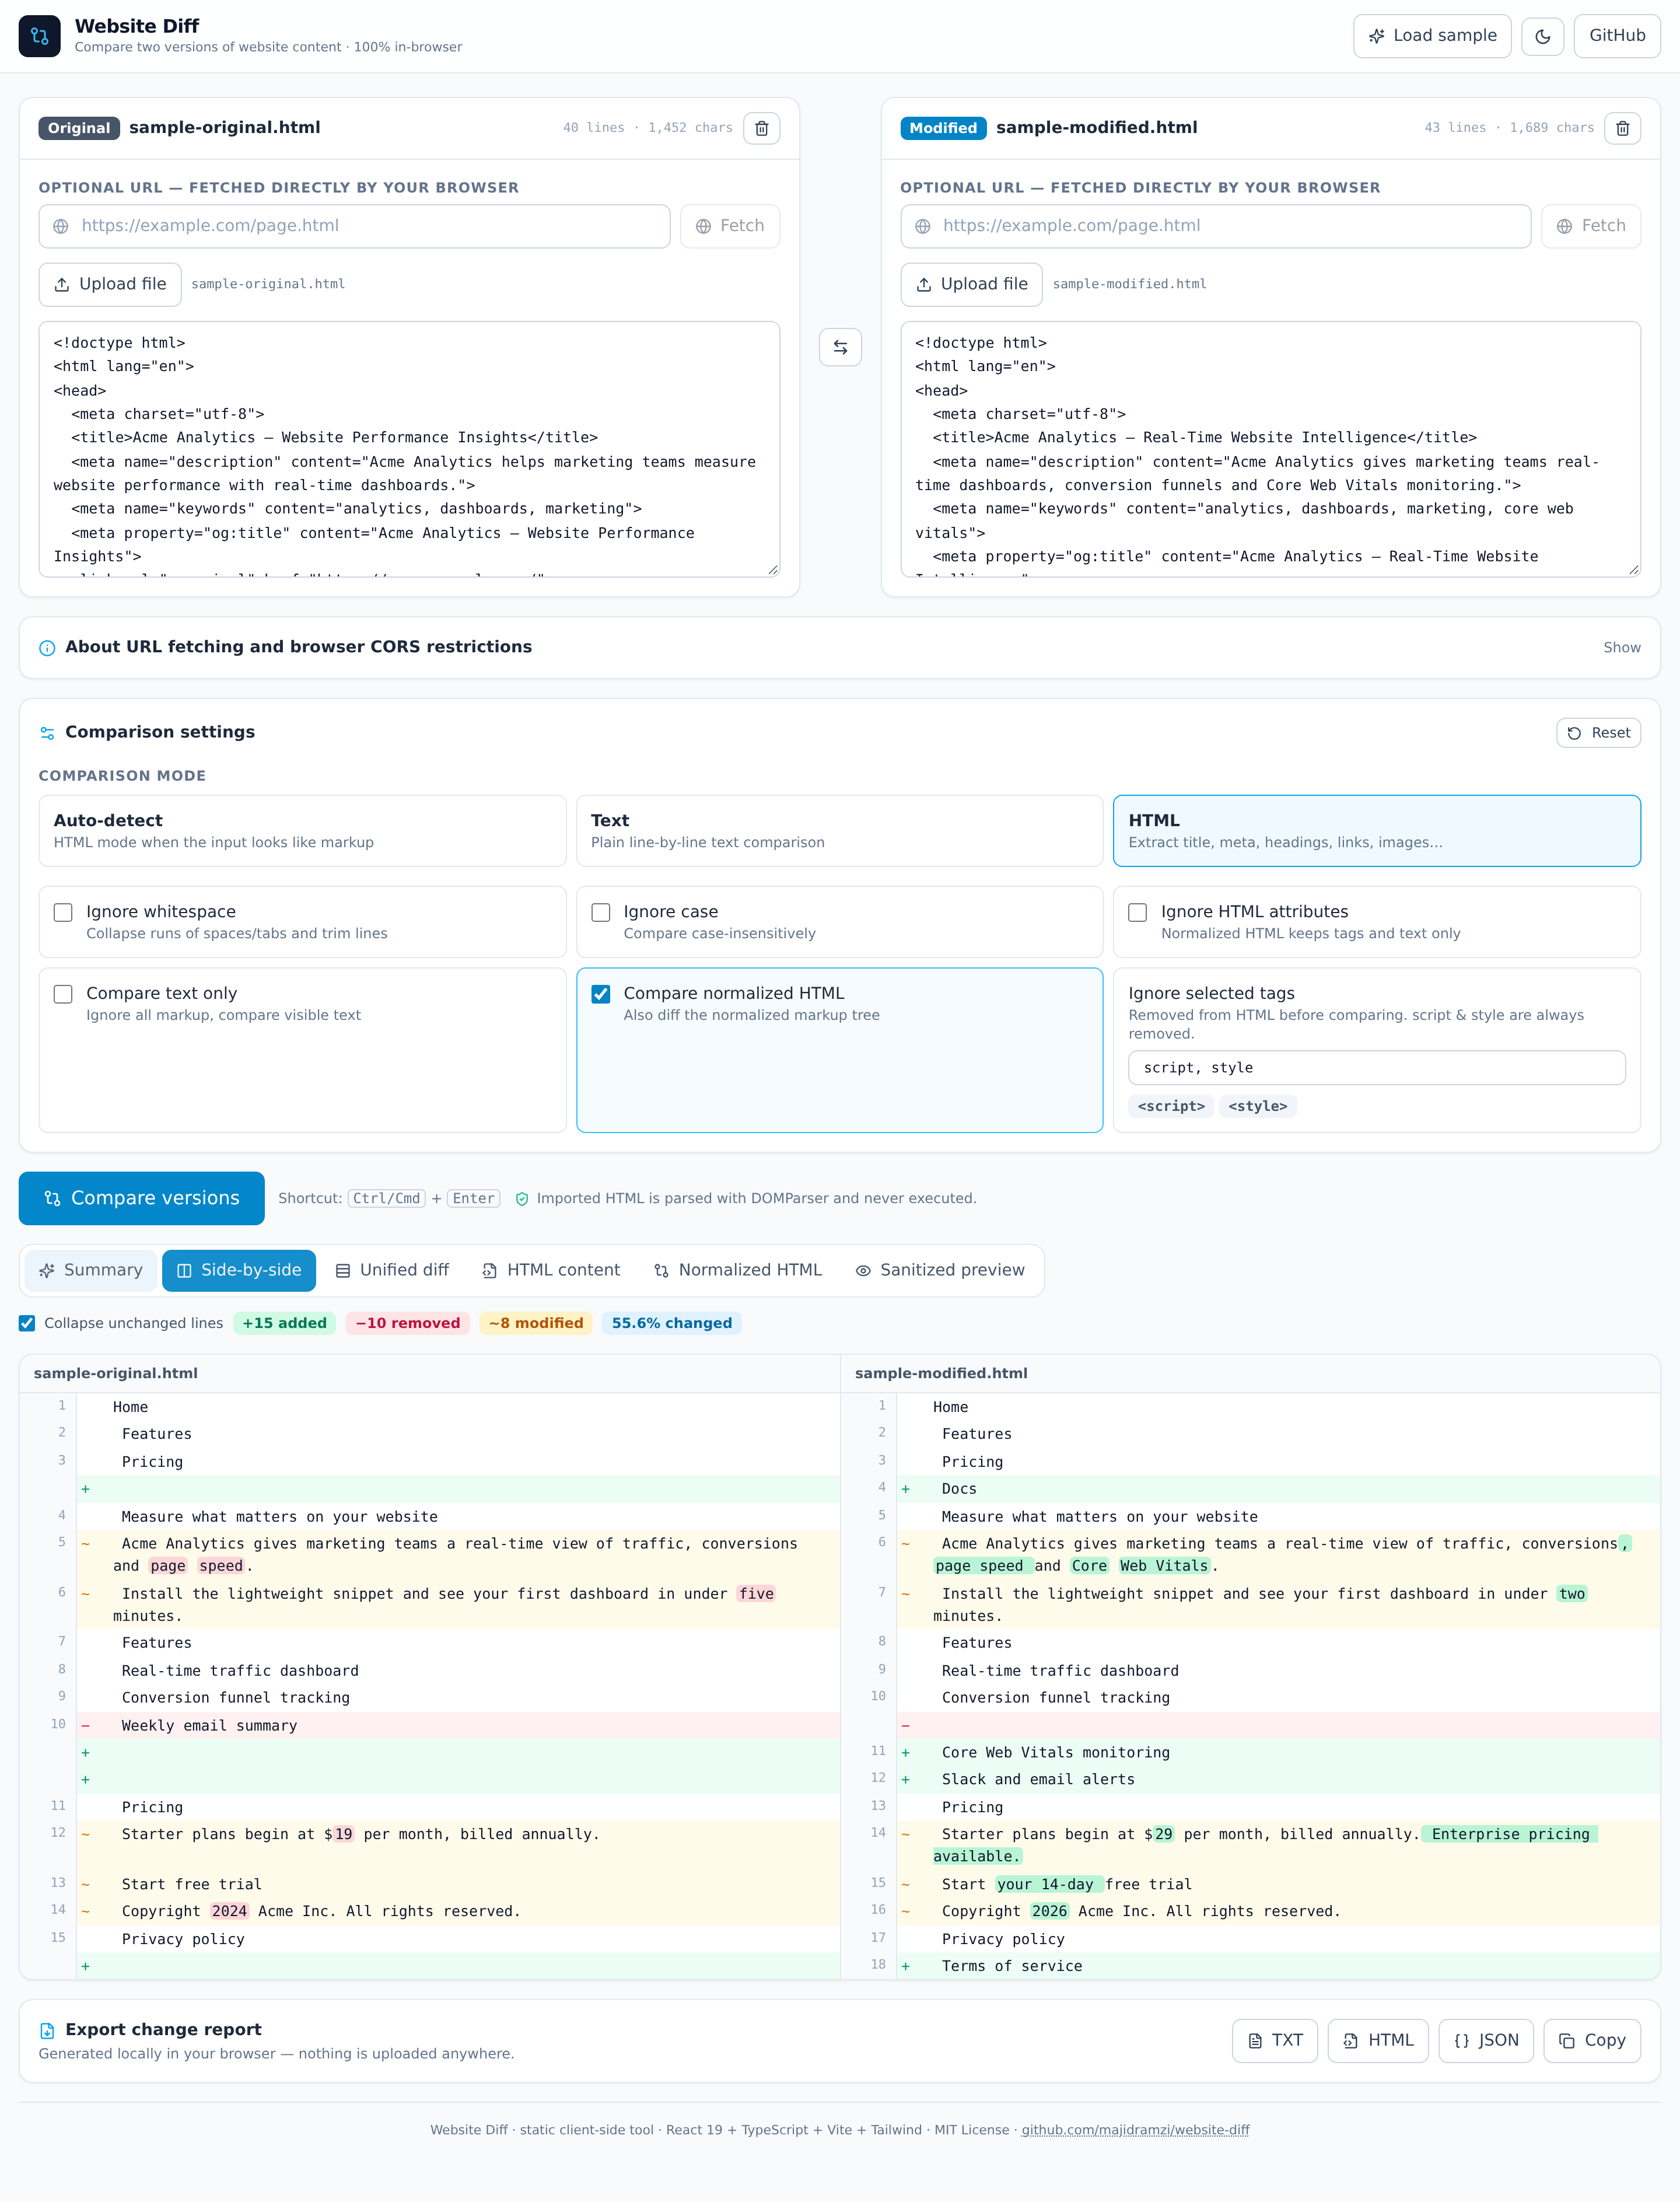 Website Diff
Compare two versions of website content · 100% in-browser
Load sample
GitHub
Original sample-original.html
40 lines · 1,452 chars
OPTIONAL URL — FETCHED DIRECTLY BY YOUR BROWSER
https://example.com/page.html
Fetch
Upload file
sample-original.html
<!doctype html>
<html lang="en">
<head>
  <meta charset="utf-8">
  <title>Acme Analytics — Website Performance Insights</title>
  <meta name="description" content="Acme Analytics helps marketing teams measure
website performance with real-time dashboards.">
  <meta name="keywords" content="analytics, dashboards, marketing">
  <meta property="og:title" content="Acme Analytics — Website Performance
Insights">
Modified sample-modified.html
43 lines · 1,689 chars
OPTIONAL URL — FETCHED DIRECTLY BY YOUR BROWSER
https://example.com/page.html
Fetch
Upload file
sample-modified.html
<!doctype html>
<html lang="en">
<head>
  <meta charset="utf-8">
  <title>Acme Analytics — Real-Time Website Intelligence</title>
  <meta name="description" content="Acme Analytics gives marketing teams real-
time dashboards, conversion funnels and Core Web Vitals monitoring.">
  <meta name="keywords" content="analytics, dashboards, marketing, core web
vitals">
  <meta property="og:title" content="Acme Analytics — Real-Time Website
About URL fetching and browser CORS restrictions
Show
Comparison settings
Reset
COMPARISON MODE
Auto-detect
HTML mode when the input looks like markup
Text
Plain line-by-line text comparison
HTML
Extract title, meta, headings, links, images…
Ignore whitespace
Collapse runs of spaces/tabs and trim lines
Ignore case
Compare case-insensitively
Ignore HTML attributes
Normalized HTML keeps tags and text only
Compare text only
Ignore all markup, compare visible text
Compare normalized HTML
Also diff the normalized markup tree
Ignore selected tags
Removed from HTML before comparing. script & style are always
removed.
script, style
<script> <style>
Compare versions
Shortcut: Ctrl/Cmd + Enter
Imported HTML is parsed with DOMParser and never executed.
Summary
Side-by-side
Unified diff
HTML content
Normalized HTML
Sanitized preview
Collapse unchanged lines
+15 added
−10 removed
~8 modified
55.6% changed
sample-original.html
1 Home
2 Features
3 Pricing
+
4 Measure what matters on your website
5 ~ Acme Analytics gives marketing teams a real-time view of traffic, conversions
and page speed.
6 ~ Install the lightweight snippet and see your first dashboard in under five
minutes.
7 Features
8 Real-time traffic dashboard
9 Conversion funnel tracking
10 − Weekly email summary
+
+
11 Pricing
12 ~ Starter plans begin at $19 per month, billed annually.
13 ~ Start free trial
14 ~ Copyright 2024 Acme Inc. All rights reserved.
15 Privacy policy
+
sample-modified.html
1 Home
2 Features
3 Pricing
4 + Docs
5 Measure what matters on your website
6 ~ Acme Analytics gives marketing teams a real-time view of traffic, conversions,
page speed and Core Web Vitals.
7 ~ Install the lightweight snippet and see your first dashboard in under two
minutes.
8 Features
9 Real-time traffic dashboard
10 Conversion funnel tracking
−
11 + Core Web Vitals monitoring
12 + Slack and email alerts
13 Pricing
14 ~ Starter plans begin at $29 per month, billed annually. Enterprise pricing
available.
15 ~ Start your 14-day free trial
16 ~ Copyright 2026 Acme Inc. All rights reserved.
17 Privacy policy
18 + Terms of service
Export change report
Generated locally in your browser — nothing is uploaded anywhere.
TXT
HTML
JSON
Copy
Website Diff · static client-side tool · React 19 + TypeScript + Vite + Tailwind · MIT License · github.com/majidramzi/website-diff